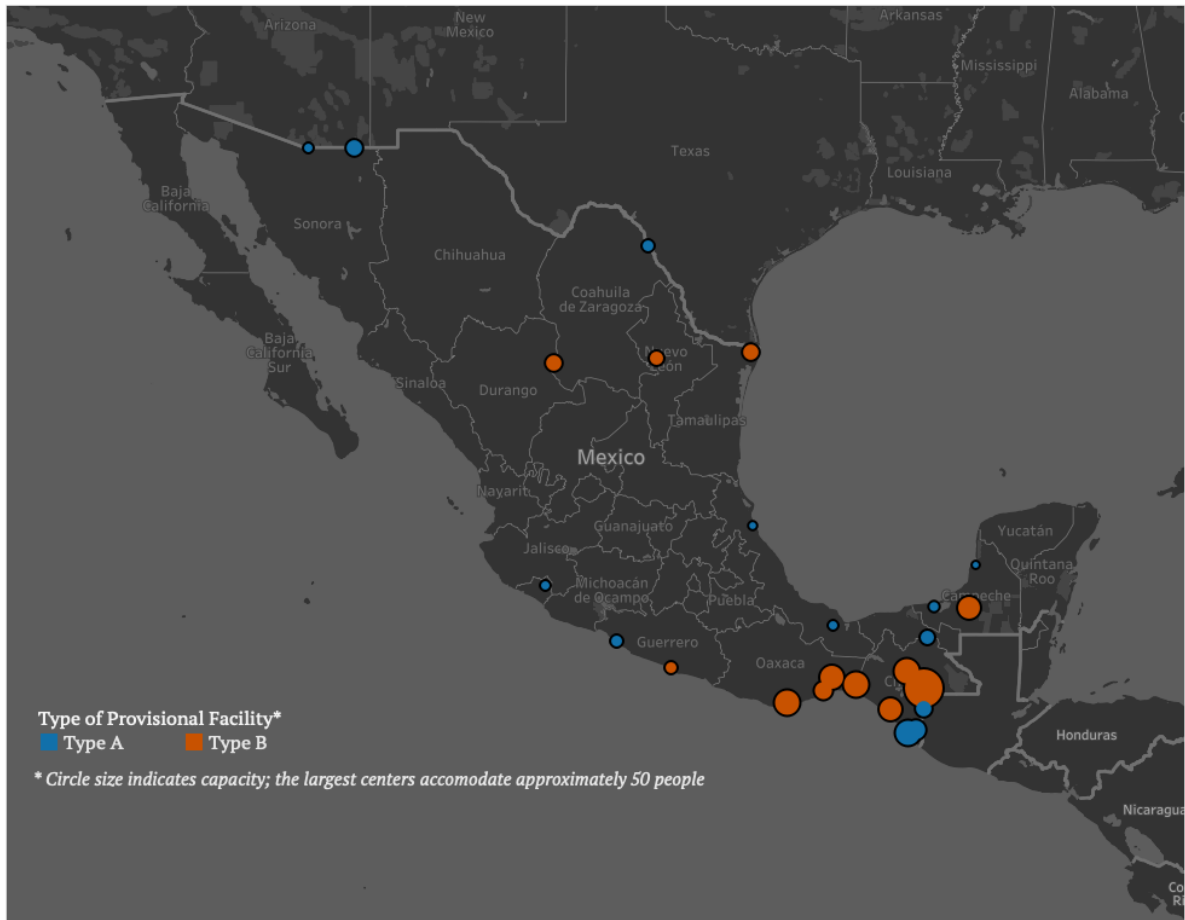 Arizona
New
Mexico
Arkansas
Mississippi
Alabama
Texas
Louisiana
Baja
California
Sonora
Chihuahua
Coahuila
de Zaragoza
Baja
California
Sur
Sinaloa
Durango
Nuevo
León
Tamaulipas
Mexico
Nayarit
Guanajuato
Jalisco
Michoacán
de Ocampo
Puebla
Yucatán
Quintana
Roo
Campeche
Guerrero
Oaxaca
Type of Provisional Facility*
Type A
Type B
* Circle size indicates capacity; the largest centers accomodate approximately 50 people
Honduras
Nicaragua